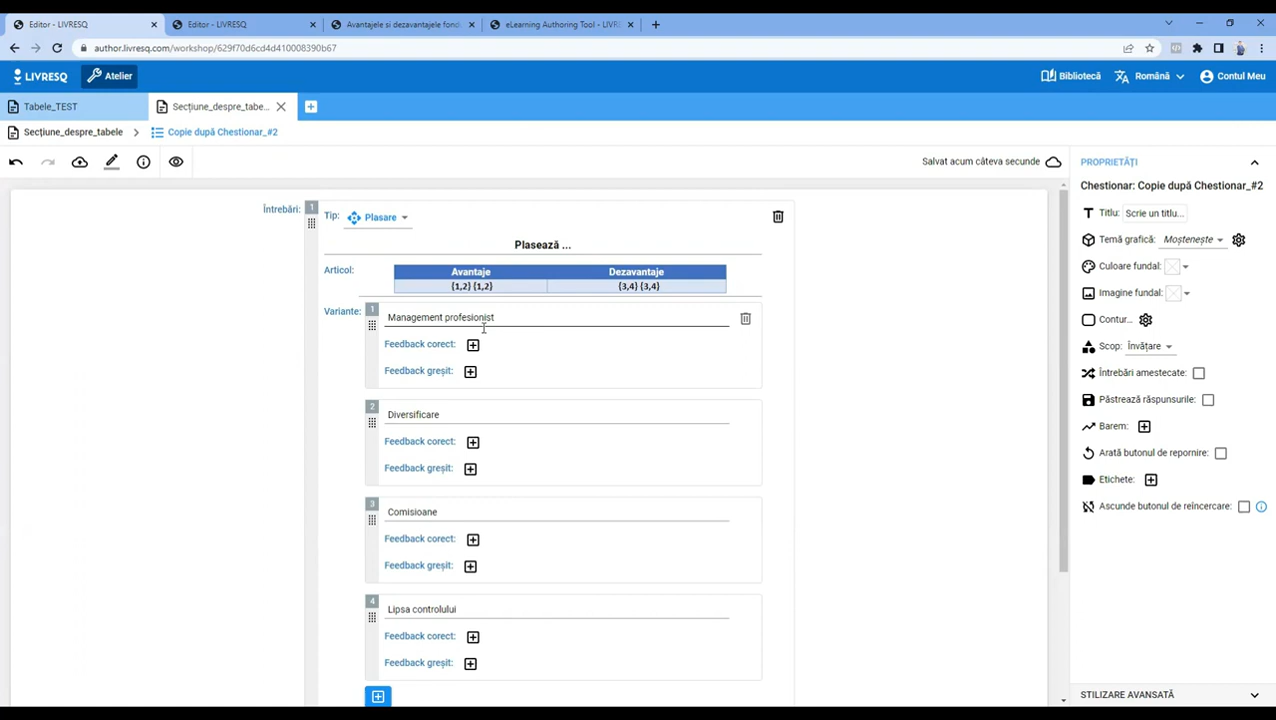 Editor - LIVRESQ
Editor - LIVRESQ
Avantajele si dezavantajele fond
eLearning Authoring Tool - LIVR
author.livresq.com/workshop/629f70d6cd4d410008390b67
LIVRESQ
Atelier
Bibliotecă
Română
Contul Meu
Tabele_TEST
Secțiune_despre_tabe...
Secțiune_despre_tabele
Copie după Chestionar_#2
Salvat acum câteva secunde
PROPRIETĂȚI
Chestionar: Copie după Chestionar_#2
Titlu: Scrie un titlu...
Temă grafică: Moștenește
Culoare fundal:
Imagine fundal:
Contur...
Scop: Învățare
Întrebări amestecate:
Păstrează răspunsurile:
Barem:
Arată butonul de repornire:
Etichete:
Ascunde butonul de reîncercare:
STILIZARE AVANSATĂ
Întrebări:
1
Tip: Plasare
Plasează ...
Articol:
Avantaje Dezavantaje
{1,2} {1,2} {3,4} {3,4}
Variante:
1
Management profesionist
Feedback corect:
Feedback greșit:
2
Diversificare
Feedback corect:
Feedback greșit:
3
Comisioane
Feedback corect:
Feedback greșit:
4
Lipsa controlului
Feedback corect:
Feedback greșit: